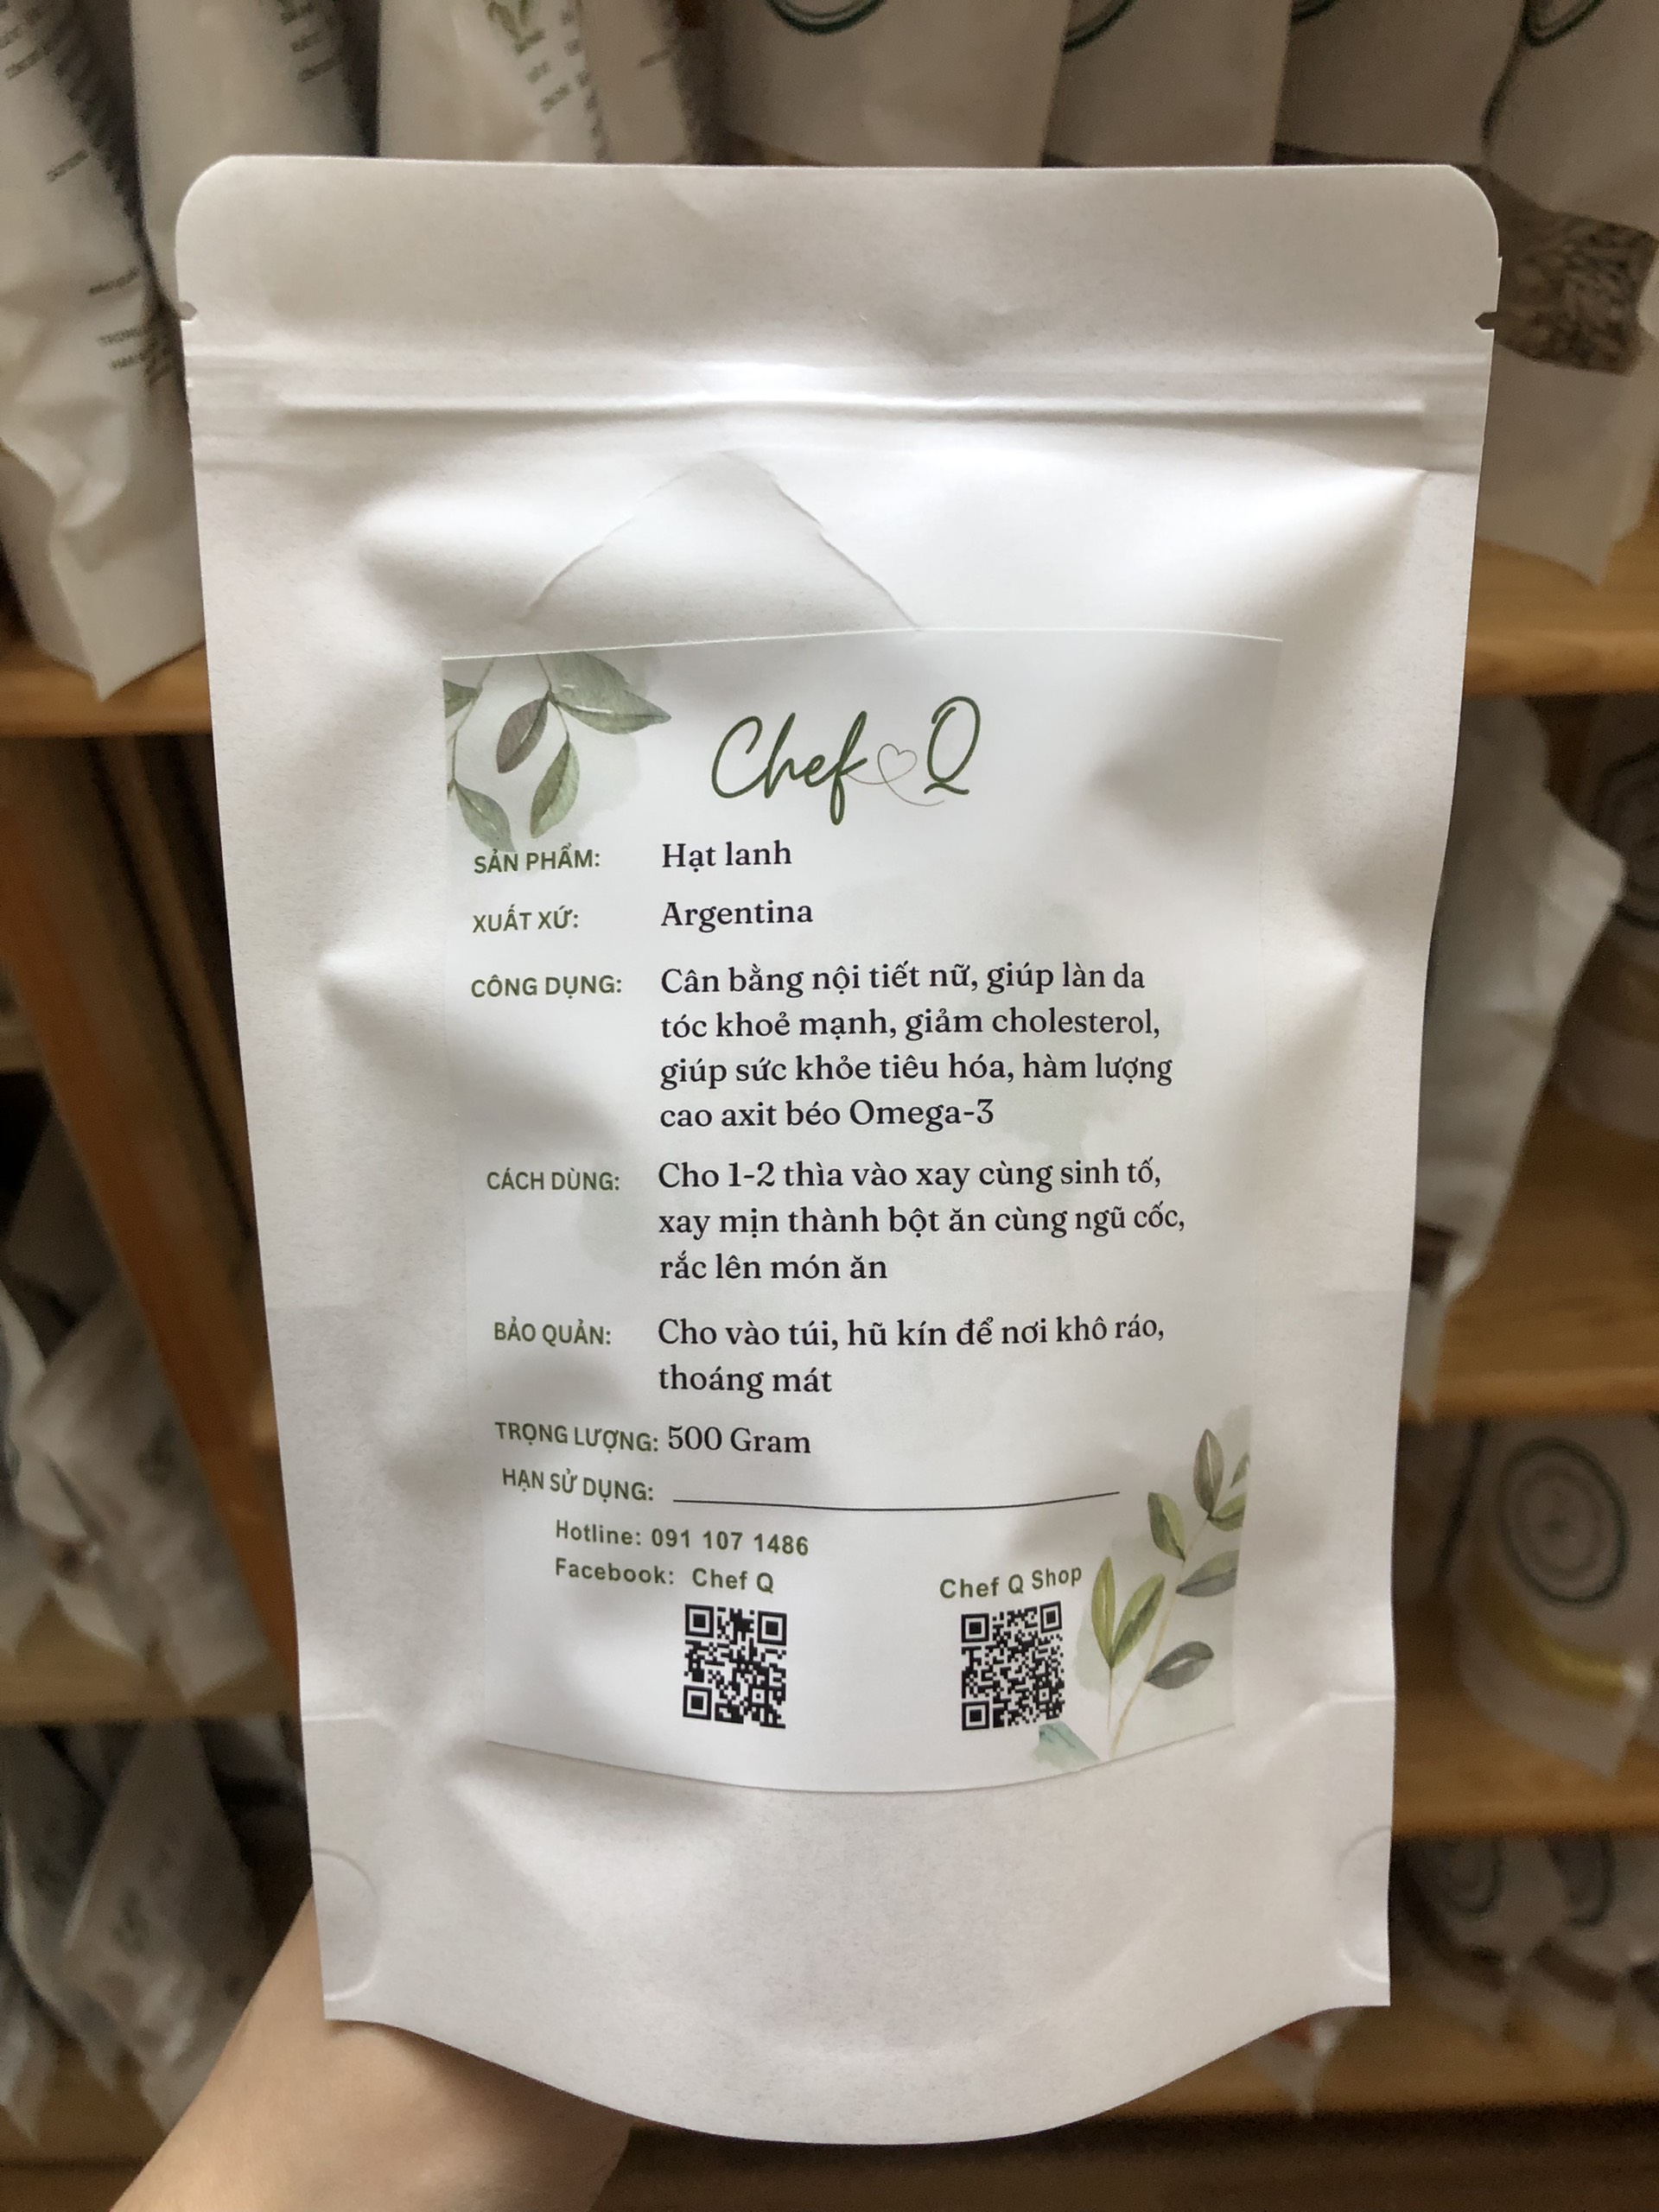 Chef Q
SẢN PHẨM: Hạt lanh
XUẤT XỨ: Argentina
CÔNG DỤNG: Cân bằng nội tiết nữ, giúp làn da
tóc khoẻ mạnh, giảm cholesterol,
giúp sức khỏe tiêu hóa, hàm lượng
cao axit béo Omega-3
CÁCH DÙNG: Cho 1-2 thìa vào xay cùng sinh tố,
xay mịn thành bột ăn cùng ngũ cốc,
rắc lên món ăn
BẢO QUẢN: Cho vào túi, hũ kín để nơi khô ráo,
thoáng mát
TRỌNG LƯỢNG: 500 Gram
HẠN SỬ DỤNG:
Hotline: 091 107 1486
Facebook: Chef Q
Chef Q Shop